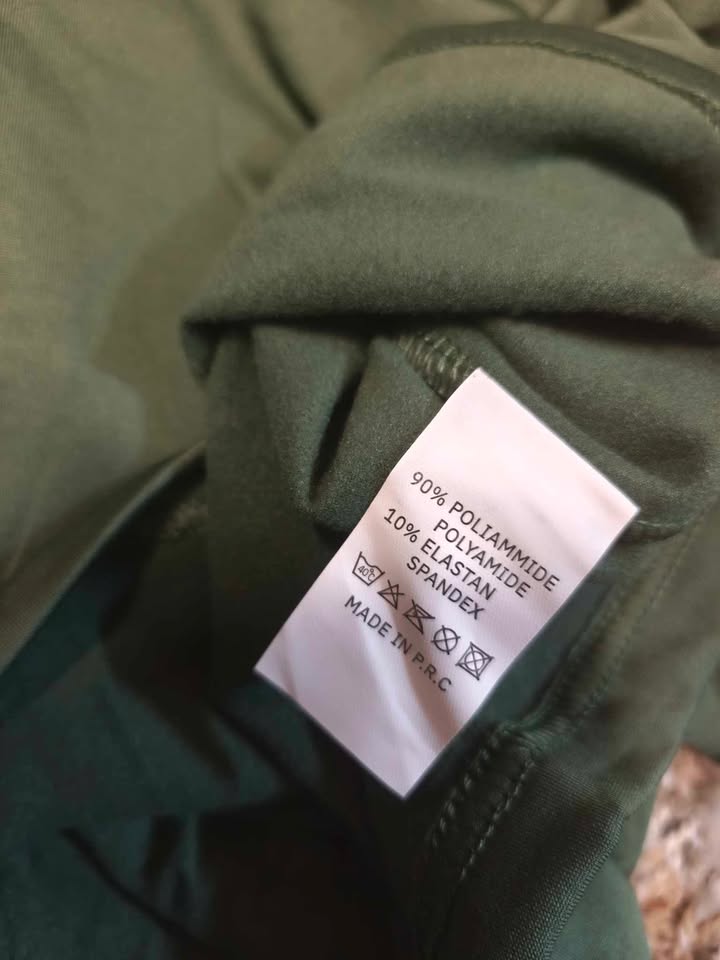 90% POLIAMMIDE
POLYAMIDE
10% ELASTAN
SPANDEX
40°C
MADE IN P.R.C